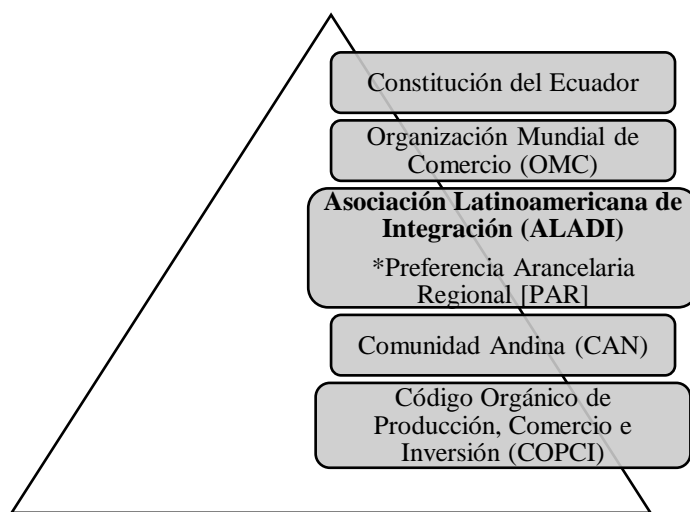 Constitución del Ecuador
Organización Mundial de
Comercio (OMC)
Asociación Latinoamericana de
Integración (ALADI)
*Preferencia Arancelaria
Regional [PAR]
Comunidad Andina (CAN)
Código Orgánico de
Producción, Comercio e
Inversión (COPCI)